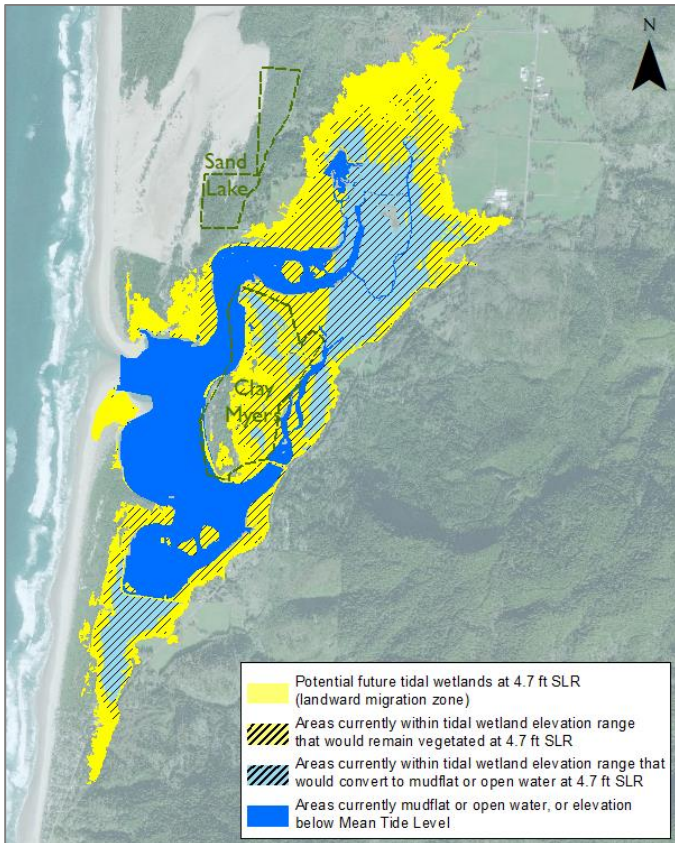 N
Sand
Lake
Clay
Myers
Potential future tidal wetlands at 4.7 ft SLR
(landward migration zone)
Areas currently within tidal wetland elevation range
that would remain vegetated at 4.7 ft SLR
Areas currently within tidal wetland elevation range that
would convert to mudflat or open water at 4.7 ft SLR
Areas currently mudflat or open water, or elevation
below Mean Tide Level